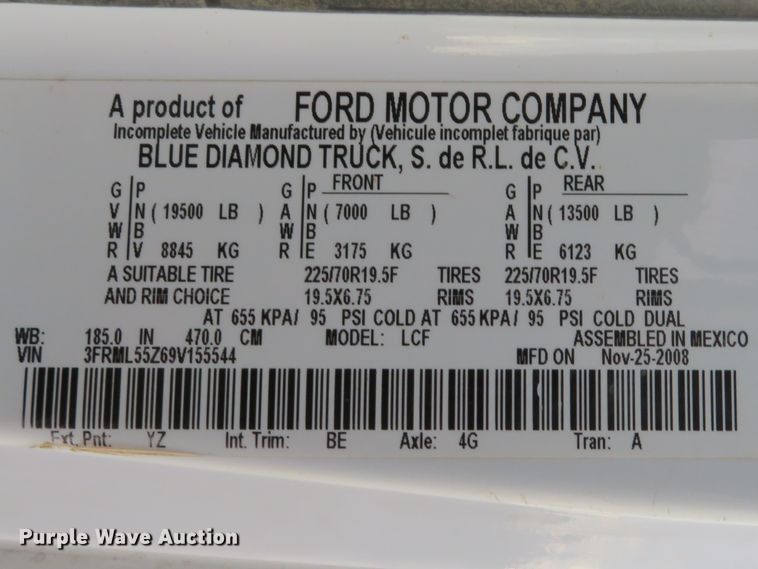 A product of FORD MOTOR COMPANY
Incomplete Vehicle Manufactured by (Vehicule incomplet fabrique par)
BLUE DIAMOND TRUCK, S. de R.L. de C.V.
G P G P FRONT G P REAR
V N ( 19500 LB ) A N ( 7000 LB ) A N ( 13500 LB )
W B W B W B
R V 8845 KG R E 3175 KG R E 6123 KG
A SUITABLE TIRE 225/70R19.5F TIRES 225/70R19.5F TIRES
AND RIM CHOICE 19.5X6.75 RIMS 19.5X6.75 RIMS
AT 655 KPA/ 95 PSI COLD AT 655 KPA/ 95 PSI COLD DUAL
WB: 185.0 IN 470.0 CM MODEL: LCF ASSEMBLED IN MEXICO
VIN 3FRML55Z69V155544 MFD ON Nov-25-2008
Ext. Pnt: YZ Int. Trim: BE Axle: 4G Tran: A
Purple Wave Auction